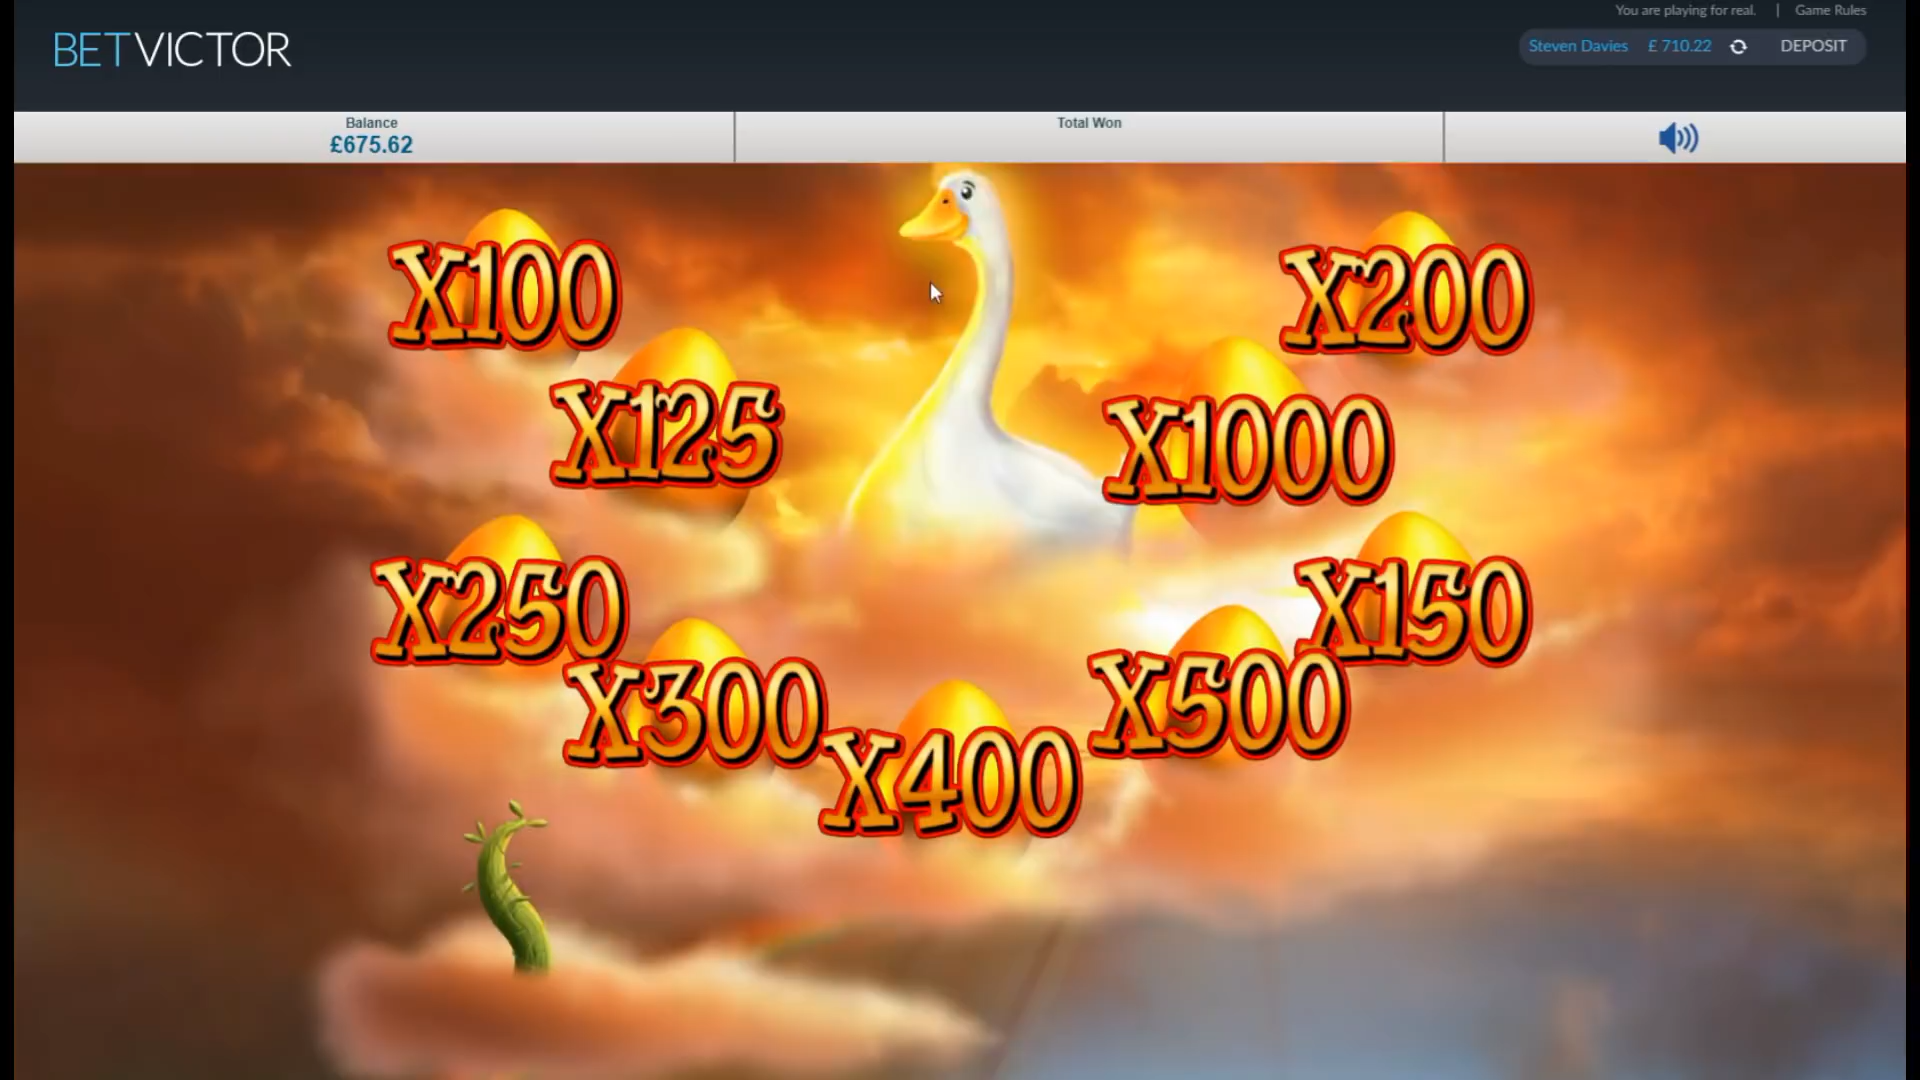 You are playing for real. | Game Rules
BETVICTOR
Steven Davies £ 710.22 DEPOSIT
Balance
£675.62
Total Won
X100
X200
X125
X1000
X250
X150
X300
X500
X400